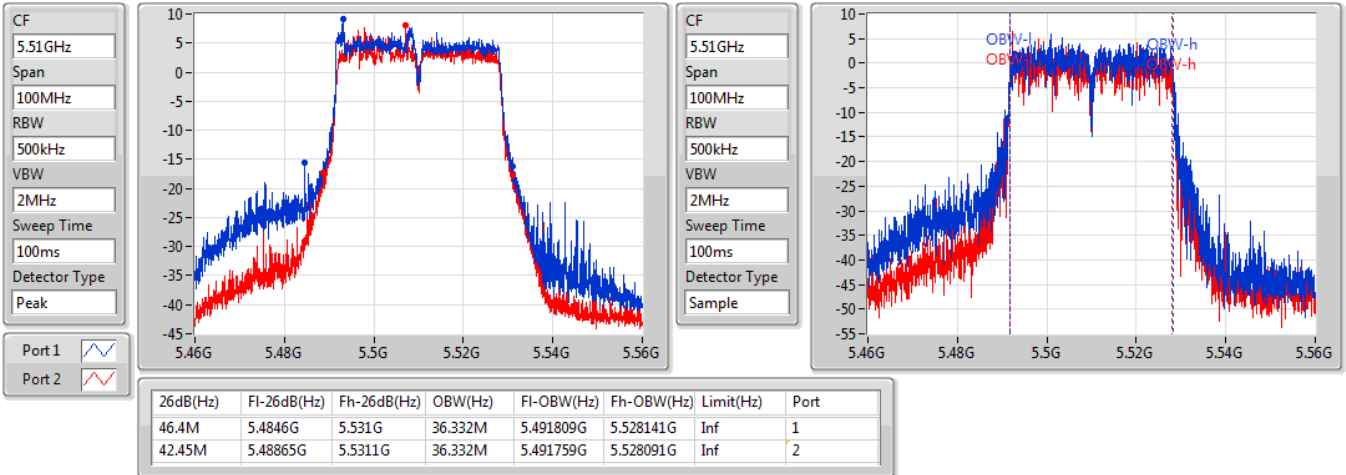 CF
5.51GHz
Span
100MHz
RBW
500kHz
VBW
2MHz
Sweep Time
100ms
Detector Type
Peak
Port 1
Port 2
10-
5-
0-
-5-
-10-
-15-
-20-
-25-
-30-
-35-
-40-
-45-
5.46G 5.48G 5.5G 5.52G 5.54G 5.56G
CF
5.51GHz
Span
100MHz
RBW
500kHz
VBW
2MHz
Sweep Time
100ms
Detector Type
Sample
10-
5-
0-
-5-
-10-
-15-
-20-
-25-
-30-
-35-
-40-
-45-
-50-
-55-
OBW-l OBW-h
OBW-l OBW-h
5.46G 5.48G 5.5G 5.52G 5.54G 5.56G
26dB(Hz) Fl-26dB(Hz) Fh-26dB(Hz) OBW(Hz) Fl-OBW(Hz) Fh-OBW(Hz) Limit(Hz) Port
46.4M 5.4846G 5.531G 36.332M 5.491809G 5.528141G Inf 1
42.45M 5.48865G 5.5311G 36.332M 5.491759G 5.528091G Inf 2